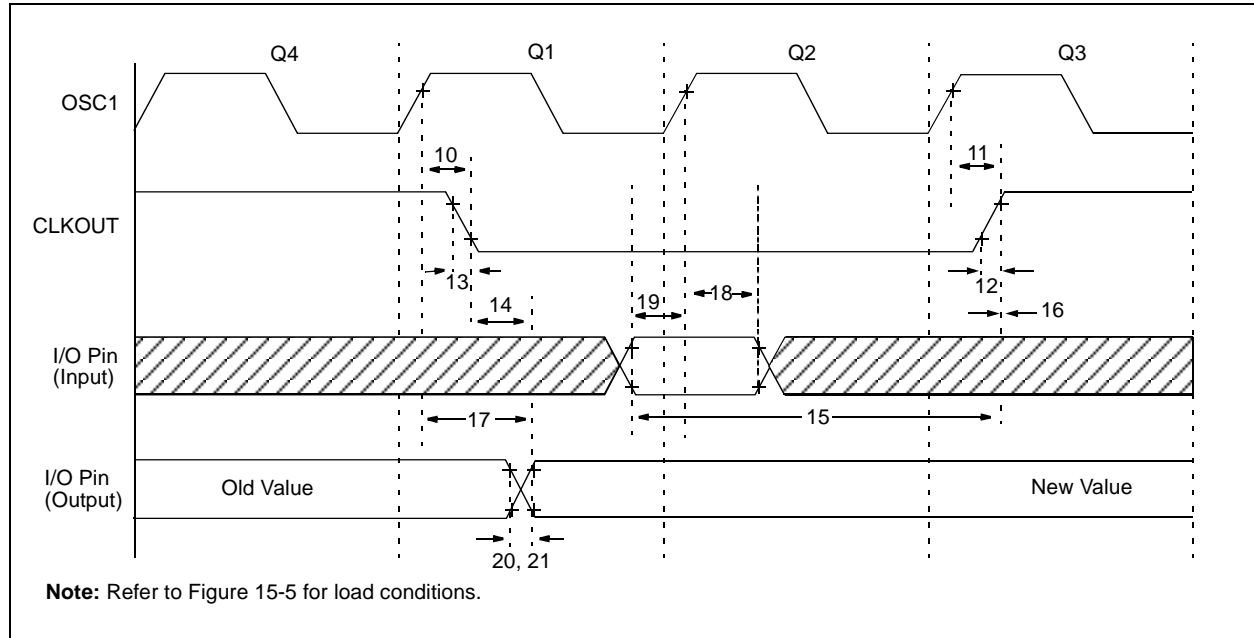 Q4 Q1 Q2 Q3
OSC1
10 11
CLKOUT
13 12
19 18
14 16
I/O Pin
(Input)
17 15
I/O Pin
(Output)
Old Value New Value
20, 21
Note: Refer to Figure 15-5 for load conditions.